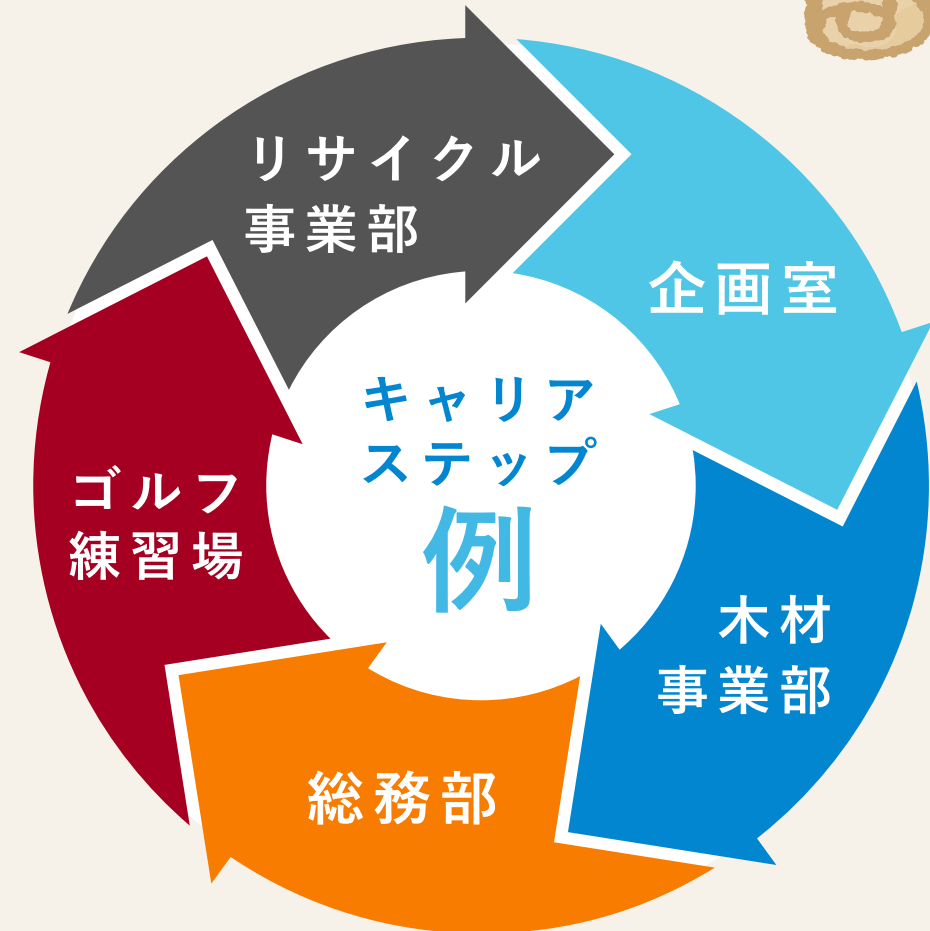 キャリア
ステップ
例
リサイクル
事業部
企画室
木材
事業部
総務部
ゴルフ
練習場